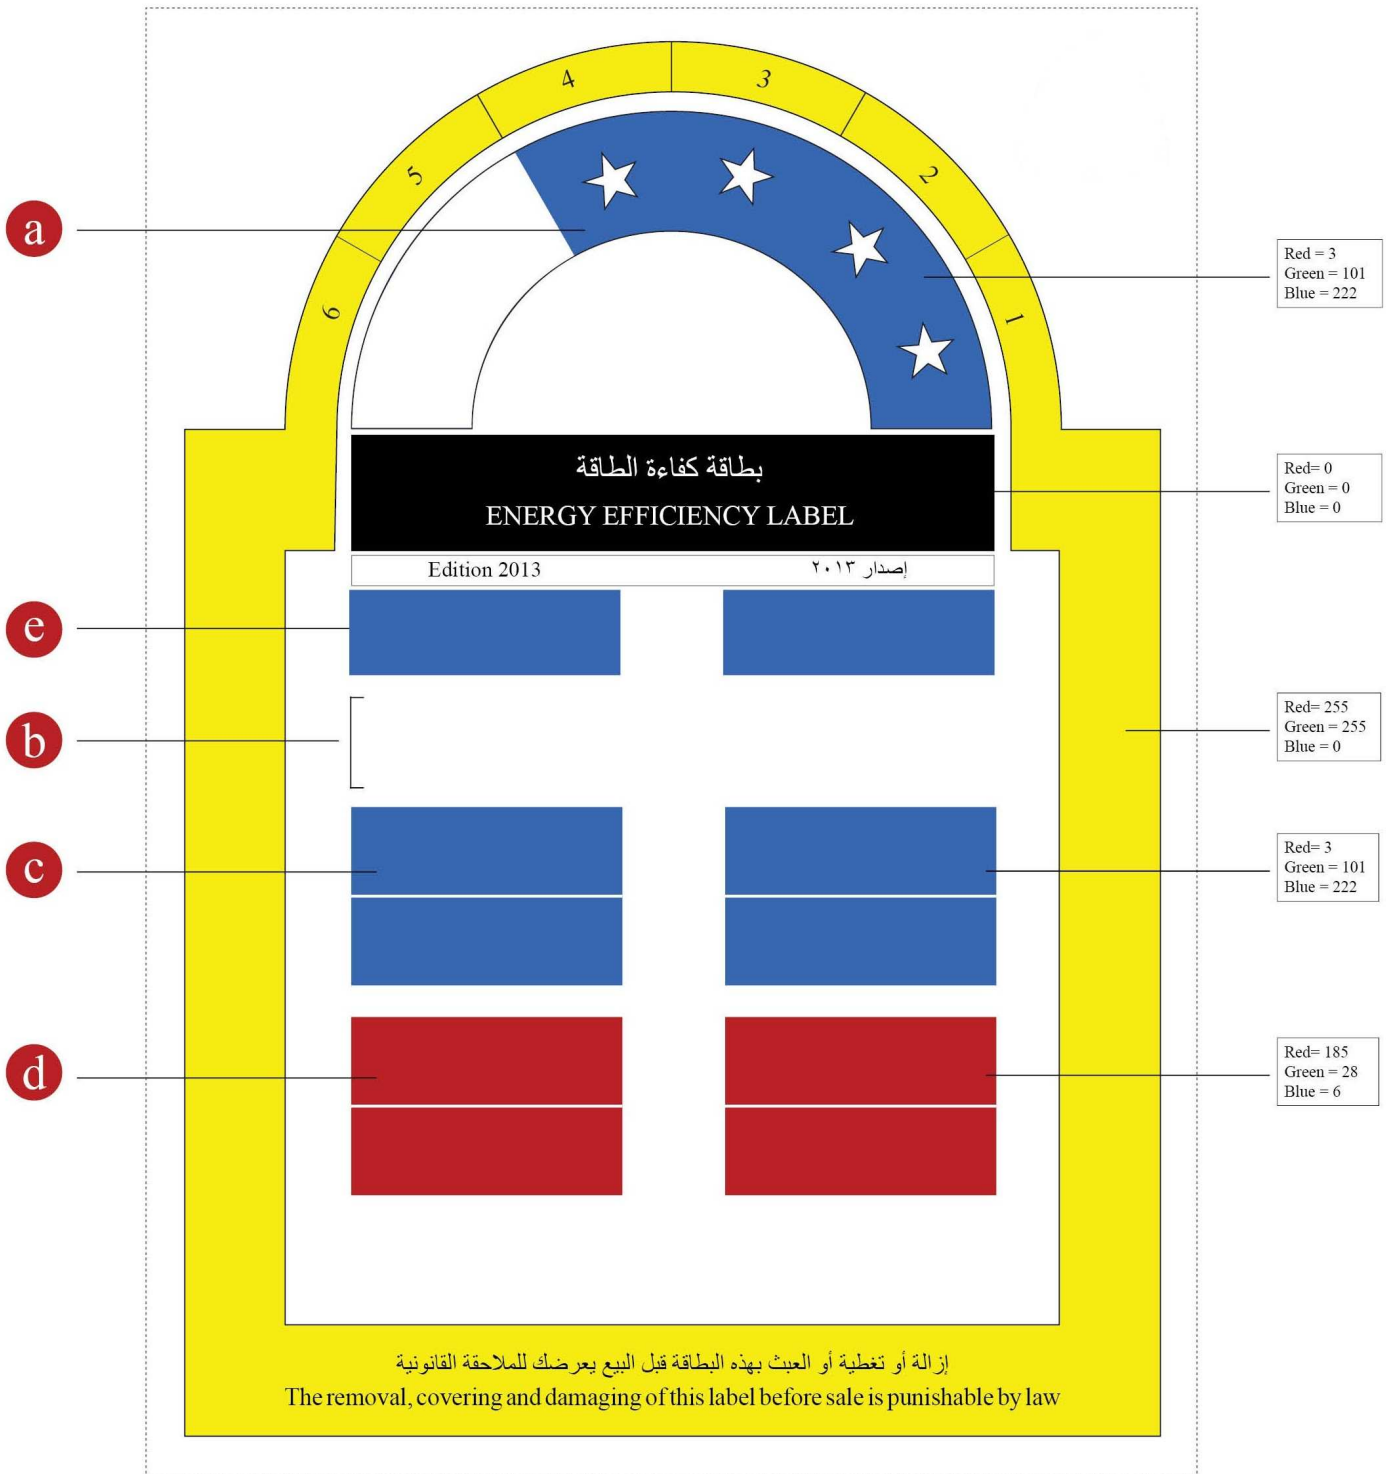 4
3
5
2
6
1
a
Red = 3
Green = 101
Blue = 222
بطاقة كفاءة الطاقة
ENERGY EFFICIENCY LABEL
Red= 0
Green = 0
Blue = 0
Edition 2013
إصدار ٢٠١٣
e
b
Red= 255
Green = 255
Blue = 0
c
Red= 3
Green = 101
Blue = 222
d
Red= 185
Green = 28
Blue = 6
إزالة أو تغطية أو العبث بهذه البطاقة قبل البيع يعرضك للملاحقة القانونية
The removal, covering and damaging of this label before sale is punishable by law